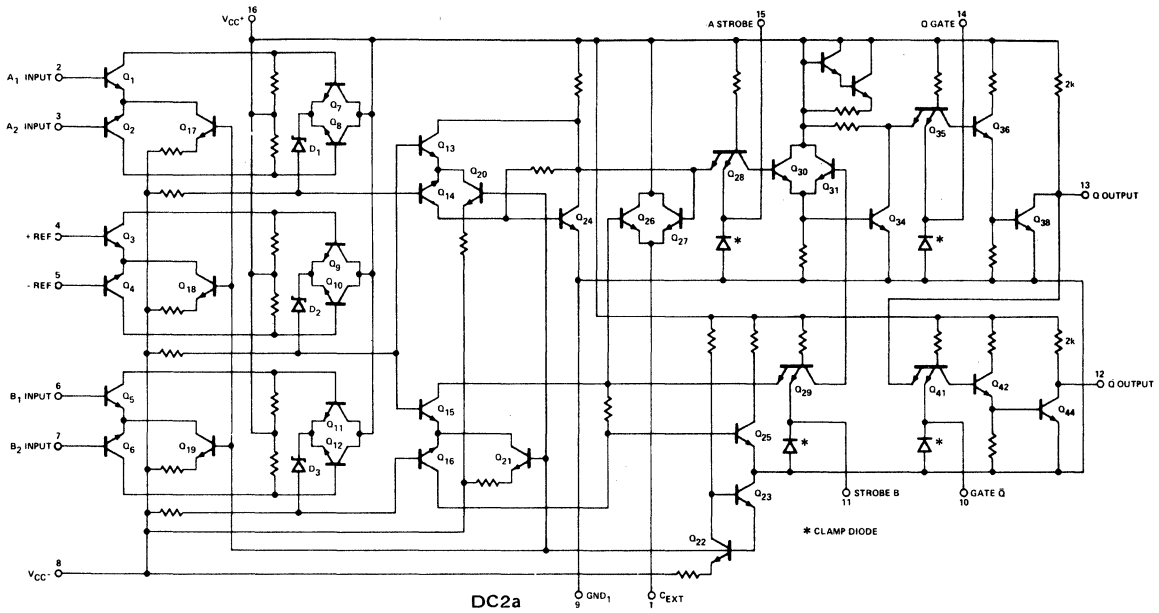 16
VCC+
15
A STROBE
14
Q GATE
2
A1 INPUT
Q1
3
A2 INPUT
Q2
Q17
Q7
Q8
D1
Q13
Q20
Q14
Q24
Q26
Q27
Q28
*
Q30
Q31
Q34
Q35
*
Q36
2k
13
Q OUTPUT
Q38
4
+ REF
Q3
5
- REF
Q4
Q18
Q9
Q10
D2
6
B1 INPUT
Q5
7
B2 INPUT
Q6
Q19
Q11
Q12
D3
Q15
Q16
Q21
Q25
Q23
Q22
Q29
*
11
STROBE B
Q41
*
10
GATE Q̄
Q42
2k
12
Q̄ OUTPUT
Q44
* CLAMP DIODE
8
VCC-
DC2a
9
GND1
1
CEXT